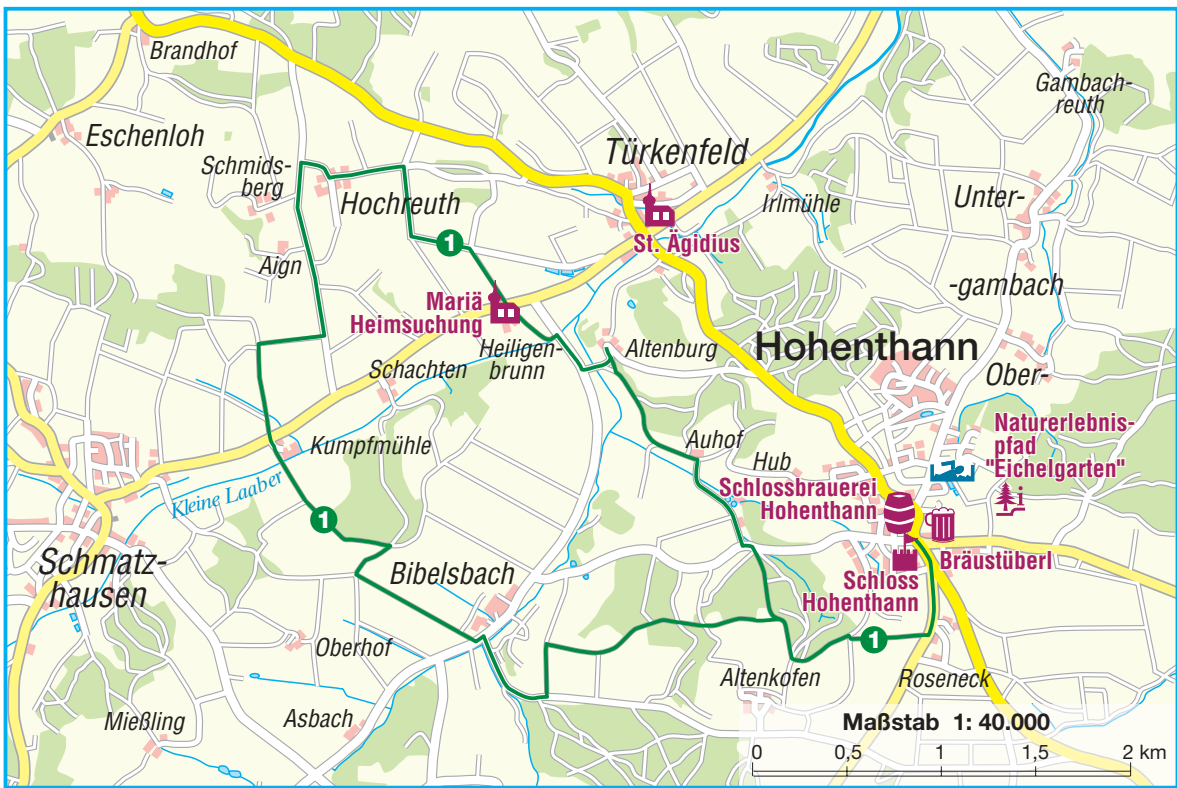 Brandhof
Gambach-
reuth
Eschenloh
Türkenfeld
Schmids-
berg
Hochreuth
Irlmühle
Unter-
St. Ägidius
1
Aign
-gambach
Mariä
Heimsuchung
Heiligen-
brunn
Altenburg
Hohenthann
Schachten
Ober-
Naturerlebnis-
pfad
"Eichelgarten"
i
Kumpfmühle
Auhof
Hub
Kleine Laaber
Schlossbrauerei
Hohenthann
1
Bräustüberl
Schmatz-
hausen
Bibelsbach
Schloss
Hohenthann
Oberhof
1
Altenkofen
Roseneck
Mießling
Asbach
Maßstab 1: 40.000
0 0,5 1 1,5 2 km